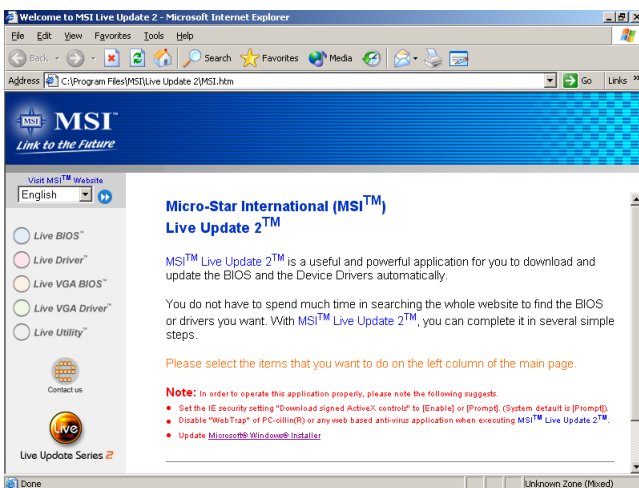 Welcome to MSI Live Update 2 - Microsoft Internet Explorer
File Edit View Favorites Tools Help
Back Search Favorites Media
Address C:\Program Files\MSI\Live Update 2\MSI.htm Go Links »
MSI MSI™
Link to the Future
Visit MSI™ Website
English
Live BIOS™
Live Driver™
Live VGA BIOS™
Live VGA Driver™
Live Utility™
Contact us
Live
Live Update Series 2
Micro-Star International (MSI™)
Live Update 2™
MSI™ Live Update 2™ is a useful and powerful application for you to download and
update the BIOS and the Device Drivers automatically.
You do not have to spend much time in searching the whole website to find the BIOS
or drivers you want. With MSI™ Live Update 2™, you can complete it in several simple
steps.
Please select the items that you want to do on the left column of the main page.
Note: In order to operate this application properly, please note the following suggests.
• Set the IE security setting "Download signed ActiveX controls" to [Enable] or [Prompt]. (System default is [Prompt]).
• Disable "WebTrap" of PC-cillin(R) or any web based anti-virus application when executing MSI™ Live Update 2™.
• Update Microsoft® Windows® Installer
Done Unknown Zone (Mixed)